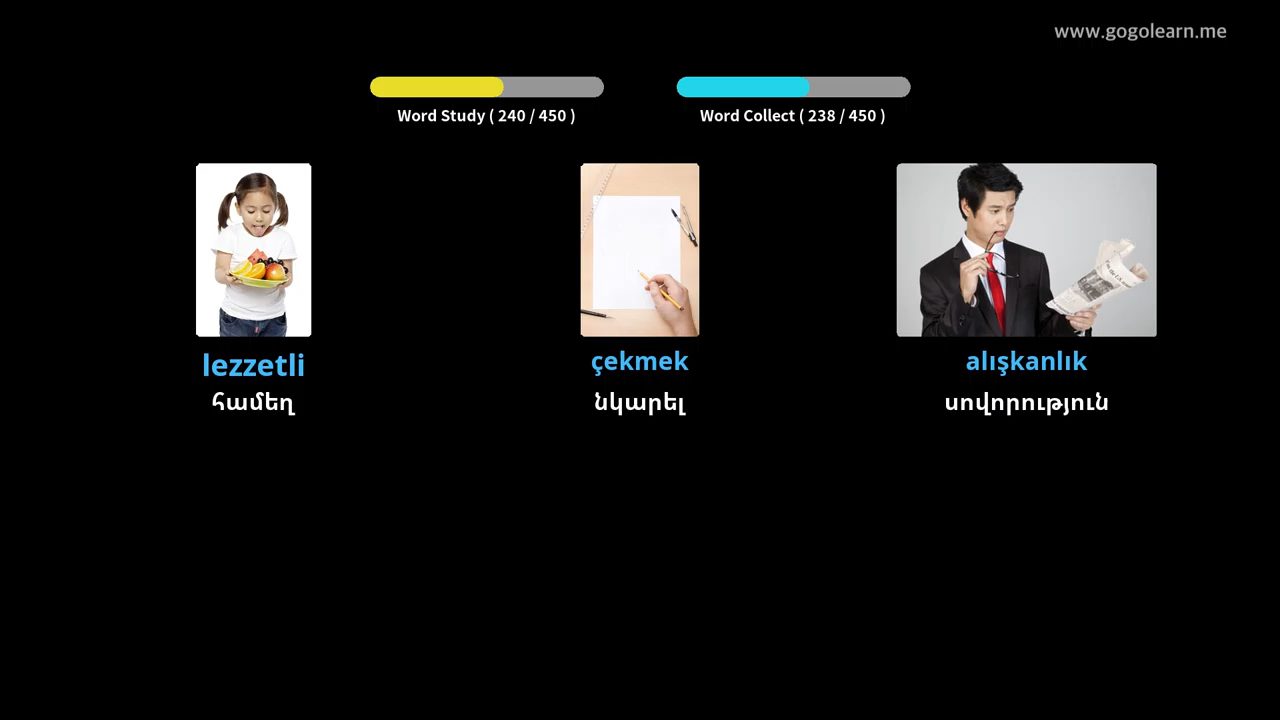 www.gogolearn.me
Word Study ( 240 / 450 )
Word Collect ( 238 / 450 )
lezzetli
çekmek
alışkanlık
համեղ
նկարել
սովորություն